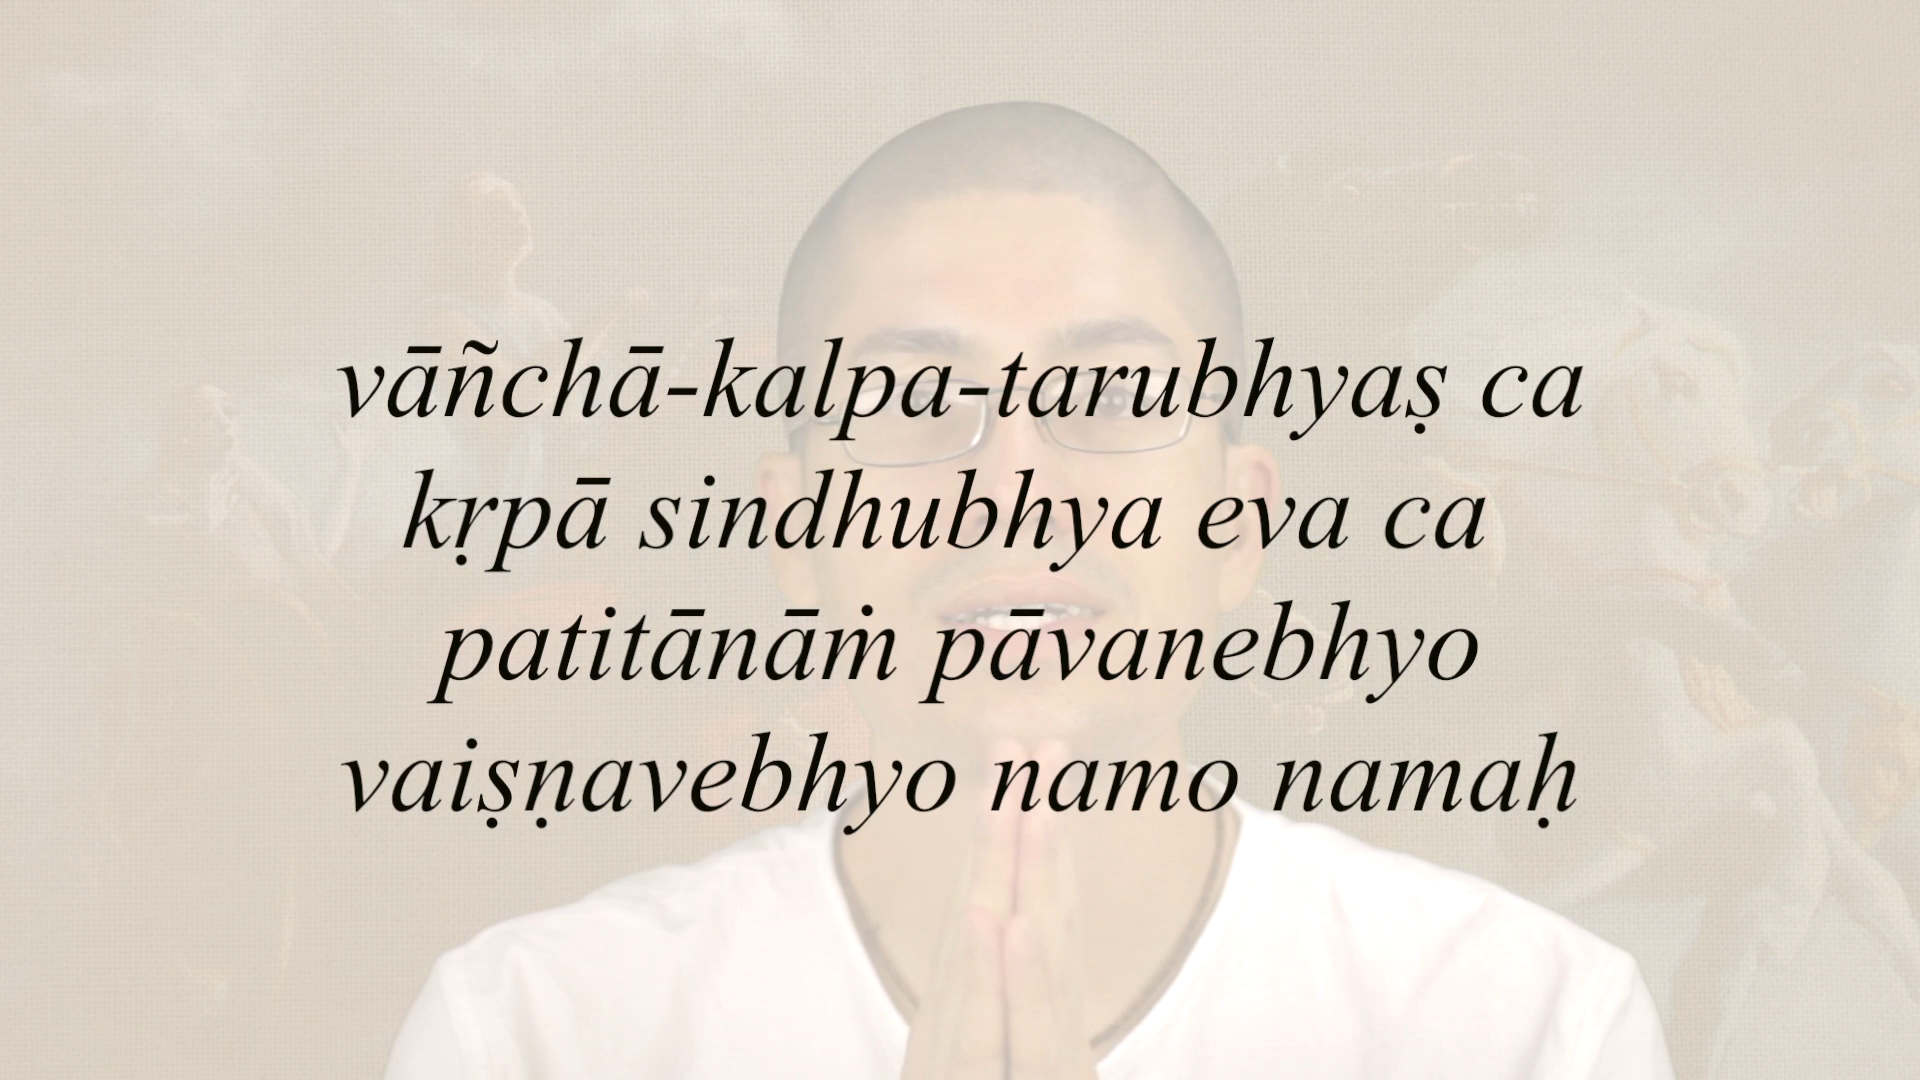 vāñchā-kalpa-tarubhyaṣ ca
kṛpā sindhubhya eva ca
patitānāṁ pāvanebhyo
vaiṣṇavebhyo namo namaḥ